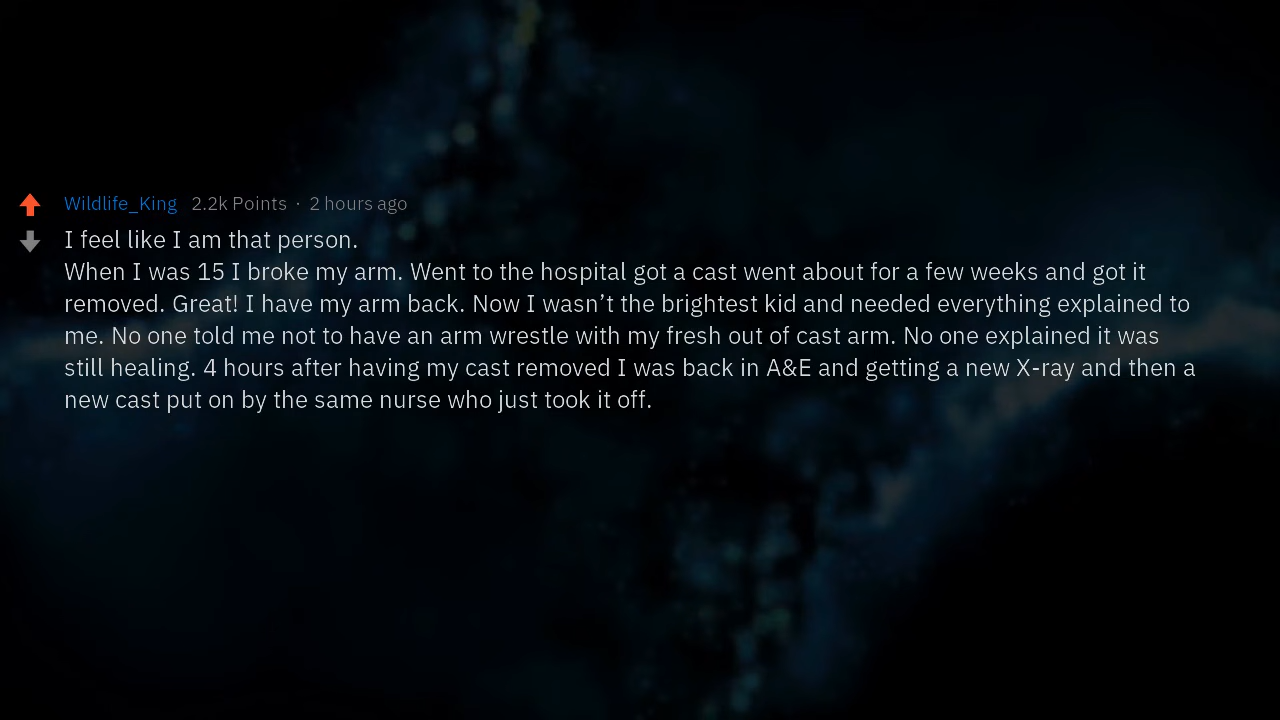 Wildlife_King 2.2k Points · 2 hours ago
I feel like I am that person.
When I was 15 I broke my arm. Went to the hospital got a cast went about for a few weeks and got it
removed. Great! I have my arm back. Now I wasn’t the brightest kid and needed everything explained to
me. No one told me not to have an arm wrestle with my fresh out of cast arm. No one explained it was
still healing. 4 hours after having my cast removed I was back in A&E and getting a new X-ray and then a
new cast put on by the same nurse who just took it off.